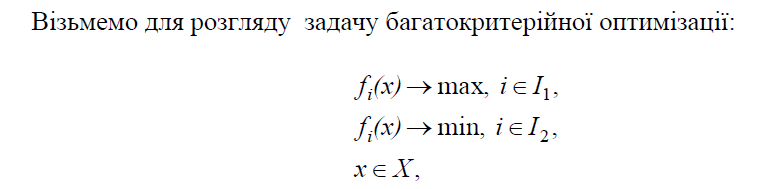 Візьмемо для розгляду задачу багатокритерійної оптимізації:
fᵢ(x) → max, i ∈ I₁,
fᵢ(x) → min, i ∈ I₂,
x ∈ X,